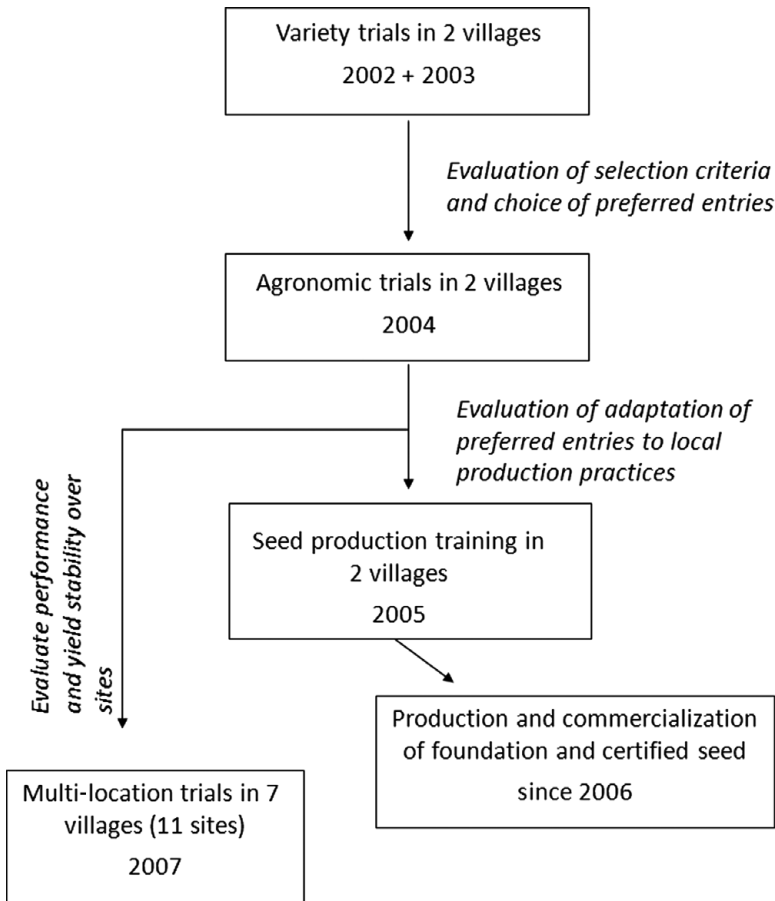 Variety trials in 2 villages
2002 + 2003
Evaluation of selection criteria
and choice of preferred entries
Agronomic trials in 2 villages
2004
Evaluation of adaptation of
preferred entries to local
production practices
Evaluate performance
and yield stability over
sites
Seed production training in
2 villages
2005
Production and commercialization
of foundation and certified seed
since 2006
Multi-location trials in 7
villages (11 sites)
2007